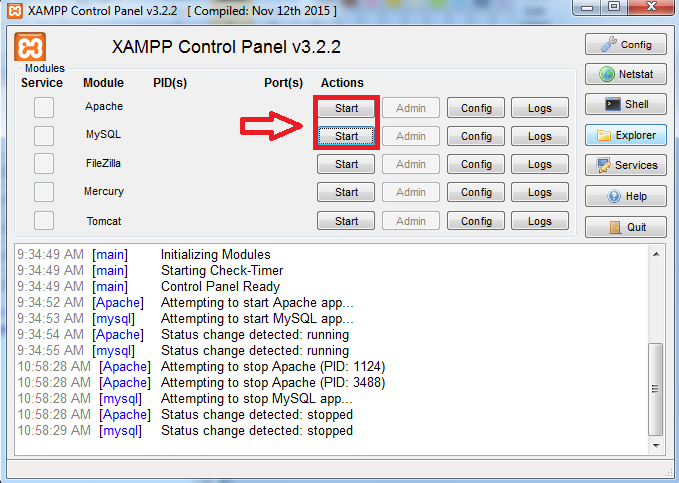 XAMPP Control Panel v3.2.2 [ Compiled: Nov 12th 2015 ]
XAMPP Control Panel v3.2.2
Config
Modules
Service Module PID(s) Port(s) Actions
Netstat
Apache Start Admin Config Logs
Shell
MySQL Start Admin Config Logs
Explorer
FileZilla Start Admin Config Logs
Services
Mercury Start Admin Config Logs
Help
Tomcat Start Admin Config Logs
Quit
9:34:49 AM [main] Initializing Modules
9:34:49 AM [main] Starting Check-Timer
9:34:49 AM [main] Control Panel Ready
9:34:52 AM [Apache] Attempting to start Apache app...
9:34:53 AM [mysql] Attempting to start MySQL app...
9:34:54 AM [Apache] Status change detected: running
9:34:55 AM [mysql] Status change detected: running
10:58:28 AM [Apache] Attempting to stop Apache (PID: 1124)
10:58:28 AM [Apache] Attempting to stop Apache (PID: 3488)
10:58:28 AM [mysql] Attempting to stop MySQL app...
10:58:28 AM [Apache] Status change detected: stopped
10:58:29 AM [mysql] Status change detected: stopped